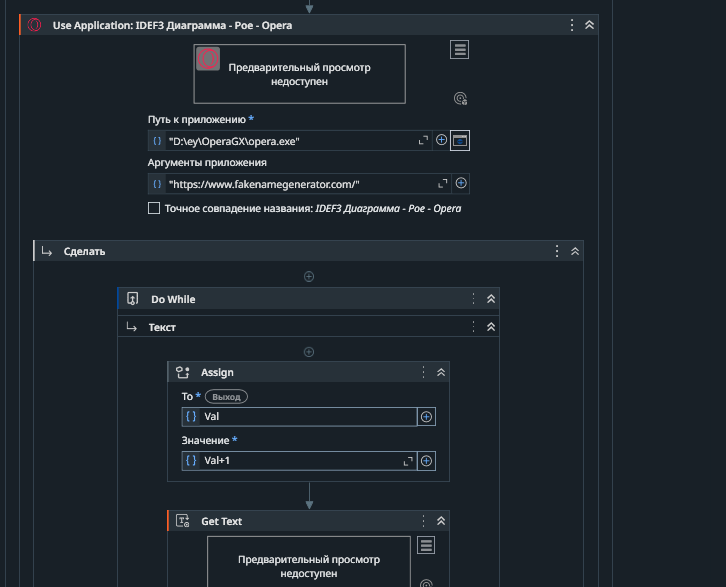 Use Application: IDEF3 Диаграмма - Poe - Opera
Предварительный просмотр
недоступен
Путь к приложению *
"D:\ey\OperaGX\opera.exe"
Аргументы приложения
"https://www.fakenamegenerator.com/"
Точное совпадение названия: IDEF3 Диаграмма - Poe - Opera
Сделать
Do While
Текст
Assign
To * Выход
Val
Значение *
Val+1
Get Text
Предварительный просмотр
недоступен